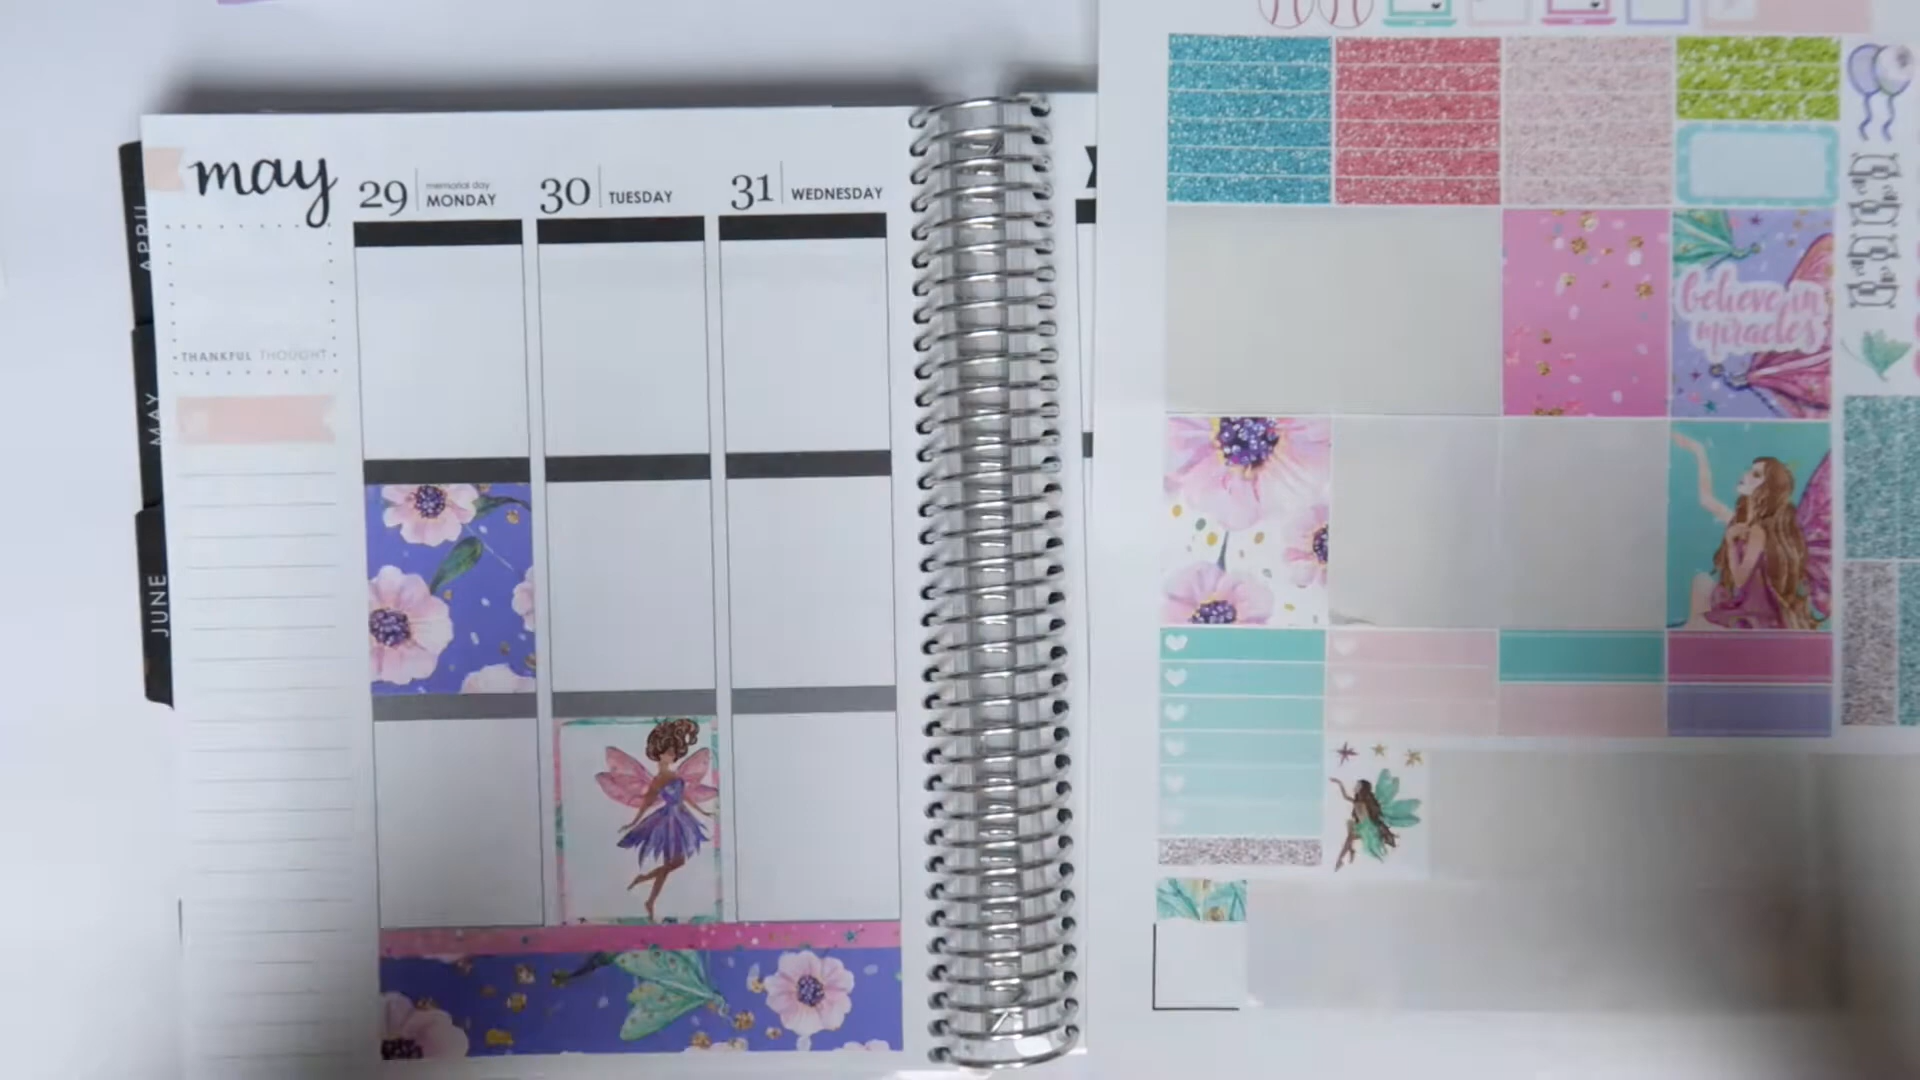 may
29 memorial day MONDAY
30 TUESDAY
31 WEDNESDAY
THANKFUL THOUGHT
APRIL
MAY
JUNE
believe in
miracles